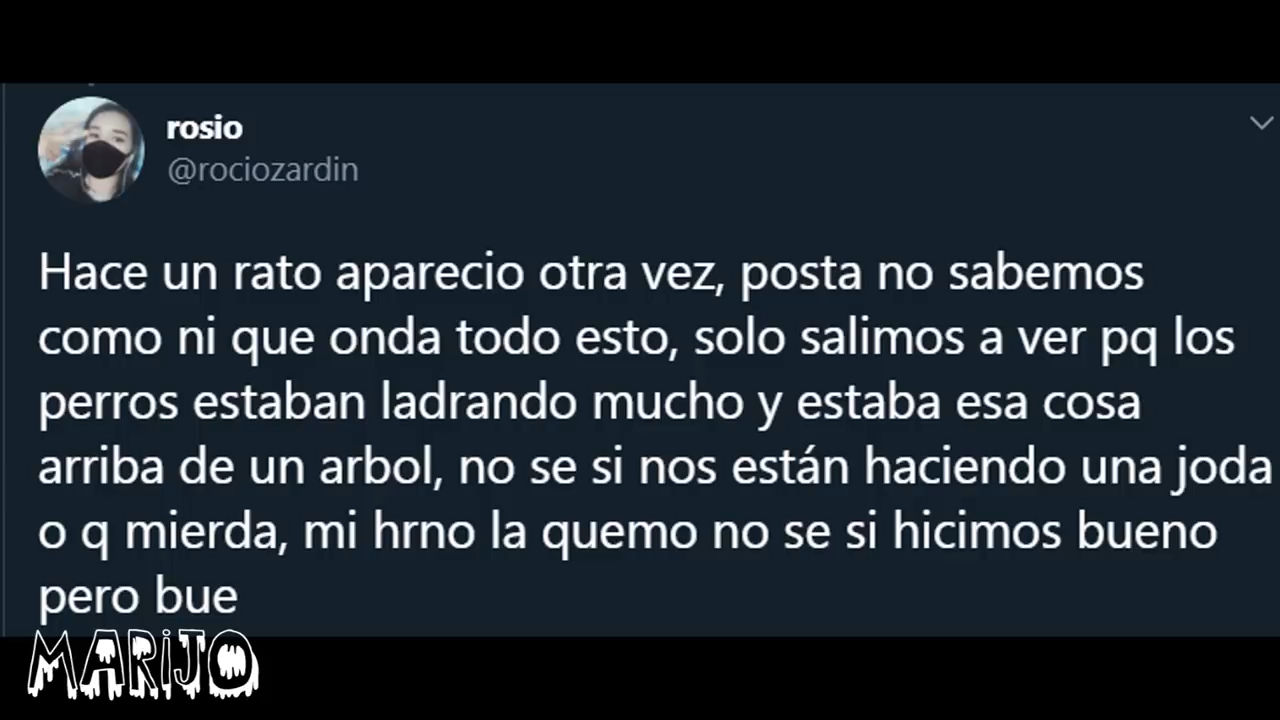 rosio
@rociozardin
Hace un rato aparecio otra vez, posta no sabemos
como ni que onda todo esto, solo salimos a ver pq los
perros estaban ladrando mucho y estaba esa cosa
arriba de un arbol, no se si nos están haciendo una joda
o q mierda, mi hrno la quemo no se si hicimos bueno
pero bue
MARiJO